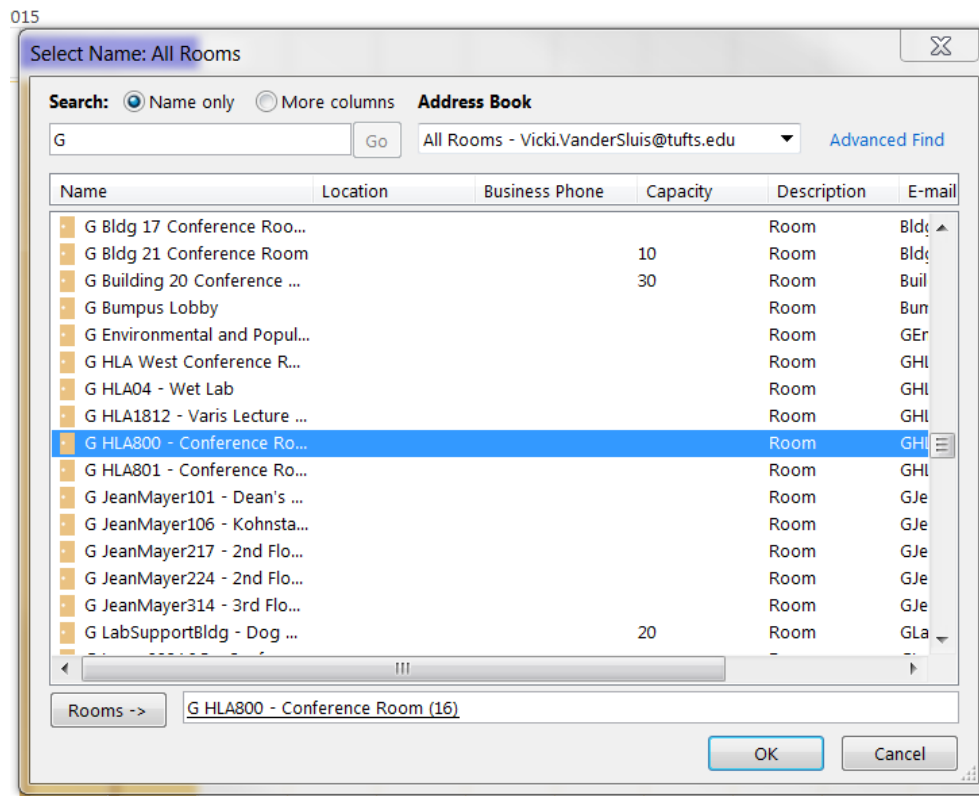 015
Select Name: All Rooms
Search: Name only More columns Address Book
G Go All Rooms - Vicki.VanderSluis@tufts.edu Advanced Find
Name Location Business Phone Capacity Description E-mail
G Bldg 17 Conference Roo... Room Bldg
G Bldg 21 Conference Room 10 Room Bldg
G Building 20 Conference ... 30 Room Buil
G Bumpus Lobby Room Bum
G Environmental and Popul... Room GEn
G HLA West Conference R... Room GHL
G HLA04 - Wet Lab Room GHL
G HLA1812 - Varis Lecture ... Room GHL
G HLA800 - Conference Ro... Room GHL
G HLA801 - Conference Ro... Room GHL
G JeanMayer101 - Dean's ... Room GJe
G JeanMayer106 - Kohnsta... Room GJe
G JeanMayer217 - 2nd Flo... Room GJe
G JeanMayer224 - 2nd Flo... Room GJe
G JeanMayer314 - 3rd Flo... Room GJe
G LabSupportBldg - Dog ... 20 Room GLa
Rooms -> G HLA800 - Conference Room (16)
OK Cancel